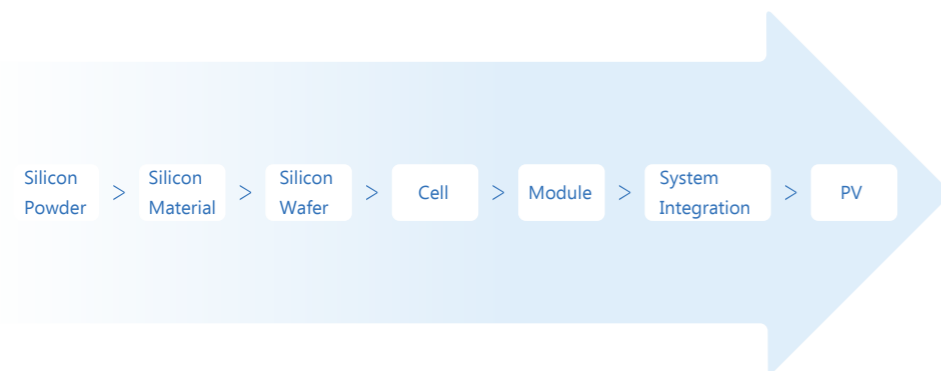 Silicon
Powder
>
Silicon
Material
>
Silicon
Wafer
>
Cell
>
Module
>
System
Integration
>
PV